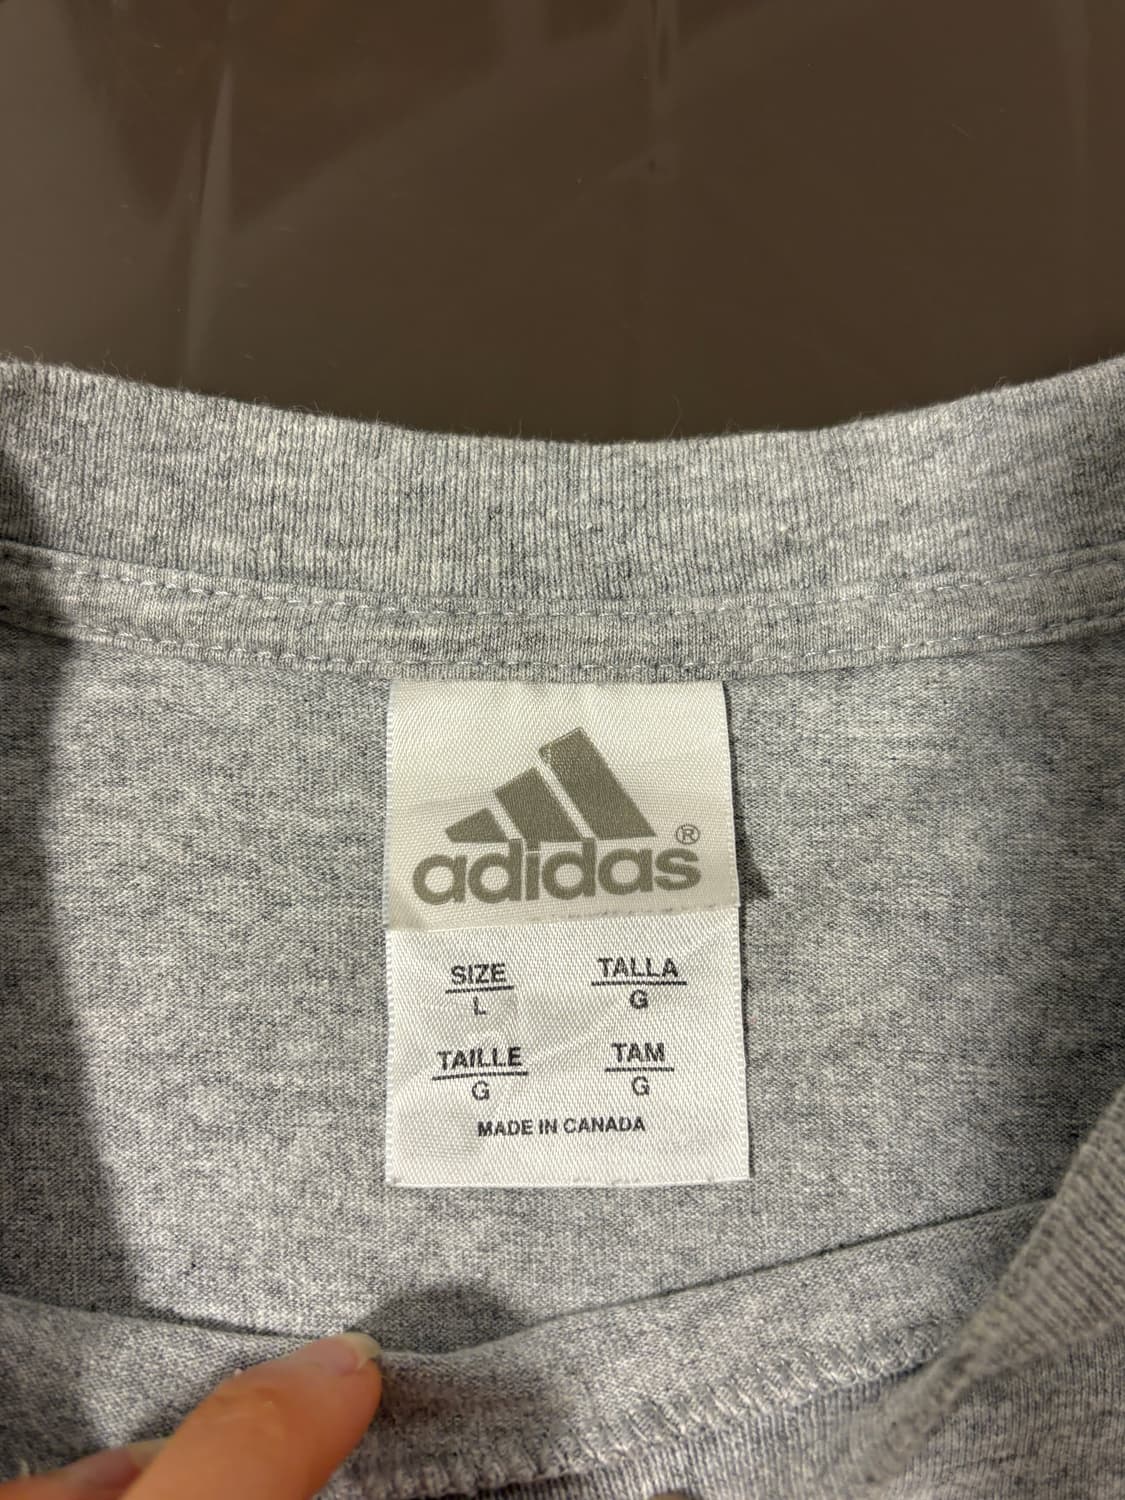 adidas®
SIZE TALLA
L G
TAILLE TAM
G G
MADE IN CANADA